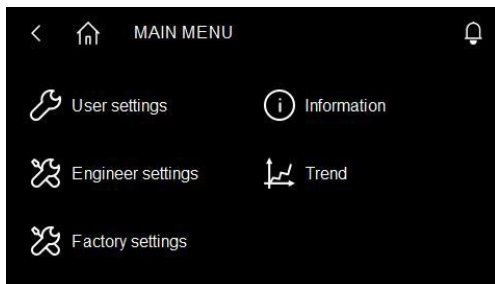 MAIN MENU
User settings
Information
Engineer settings
Trend
Factory settings